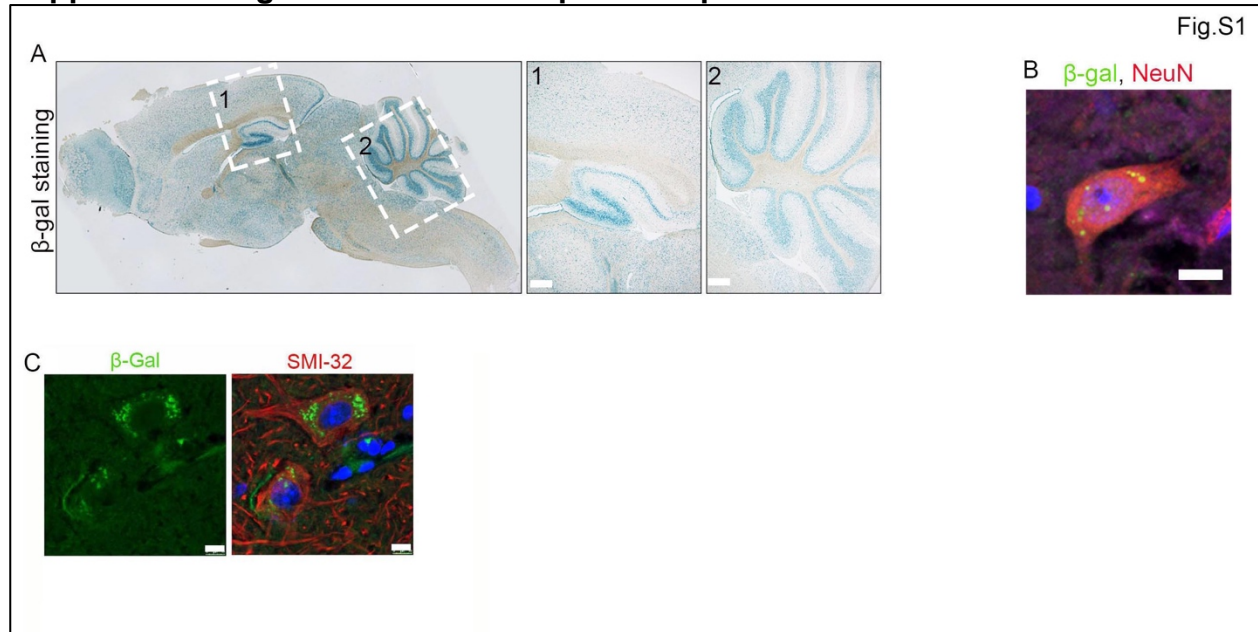 Fig.S1
A
β-gal staining
1
2
1
2
B
β-gal, NeuN
C
β-Gal
SMI-32